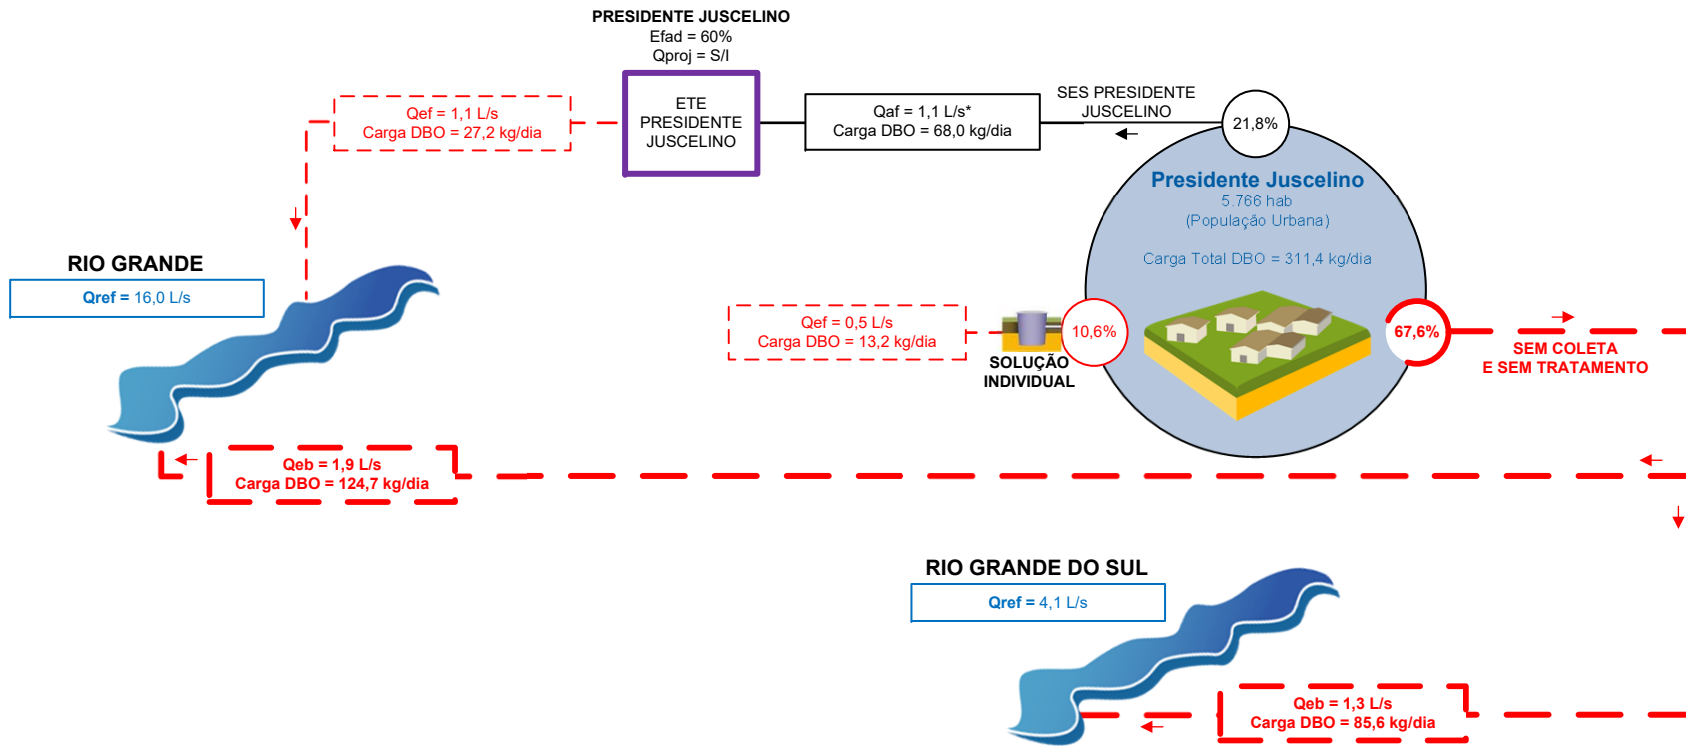 PRESIDENTE JUSCELINO
Efad = 60%
Qproj = S/I
ETE
PRESIDENTE
JUSCELINO
Qef = 1,1 L/s
Carga DBO = 27,2 kg/dia
Qaf = 1,1 L/s*
Carga DBO = 68,0 kg/dia
SES PRESIDENTE
JUSCELINO
21,8%
Presidente Juscelino
5.766 hab
(População Urbana)
Carga Total DBO = 311,4 kg/dia
RIO GRANDE
Qref = 16,0 L/s
Qef = 0,5 L/s
Carga DBO = 13,2 kg/dia
SOLUÇÃO
INDIVIDUAL
10,6%
67,6%
SEM COLETA
E SEM TRATAMENTO
Qeb = 1,9 L/s
Carga DBO = 124,7 kg/dia
RIO GRANDE DO SUL
Qref = 4,1 L/s
Qeb = 1,3 L/s
Carga DBO = 85,6 kg/dia